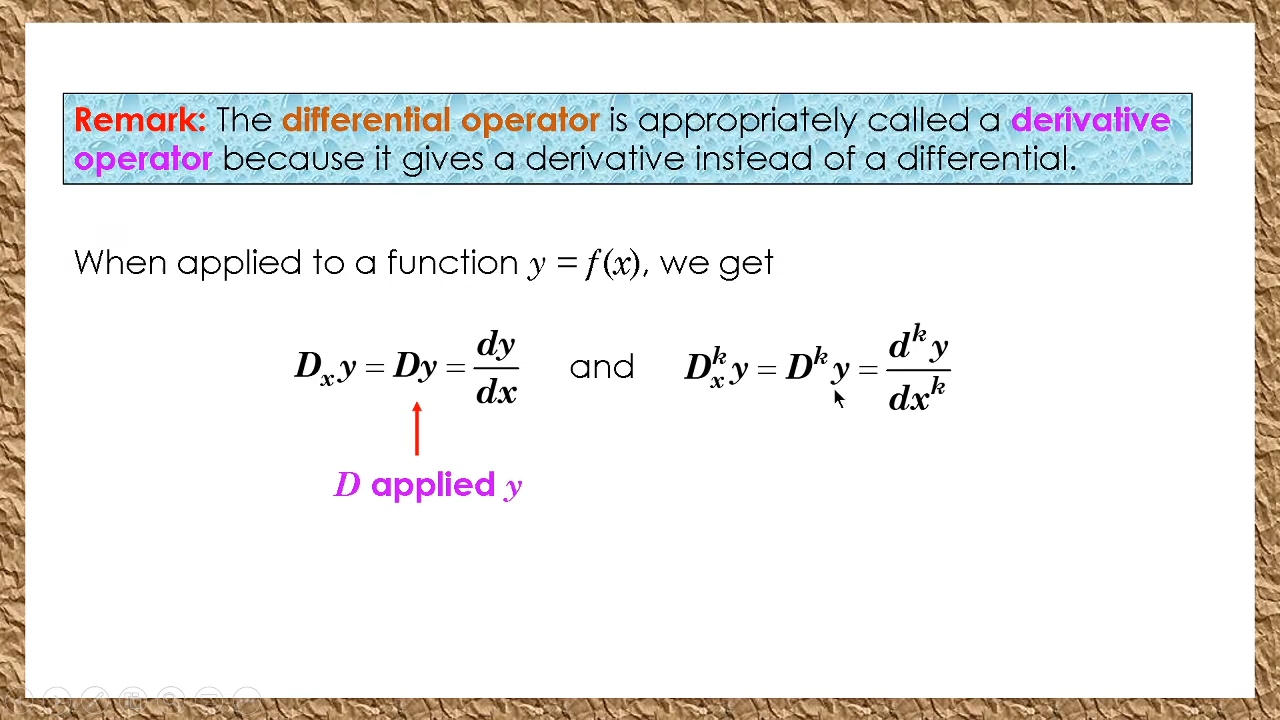 Remark: The differential operator is appropriately called a derivative
operator because it gives a derivative instead of a differential.
When applied to a function y = f(x), we get
Dₓy = Dy = dy/dx and Dₓᵏy = Dᵏy = dᵏy/dxᵏ
D applied y